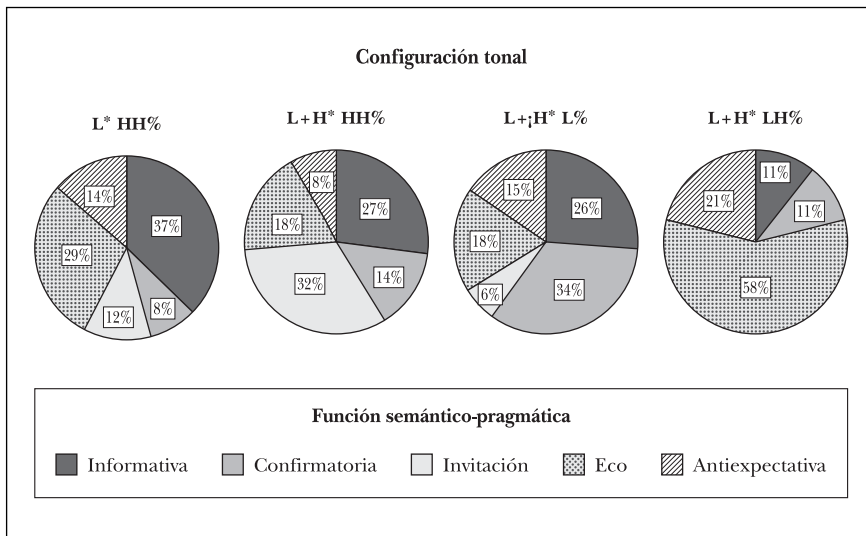 Configuración tonal
L* HH%
L+H* HH%
L+¡H* L%
L+H* LH%
14%
37%
29%
12%
8%
8%
27%
18%
32%
14%
15%
26%
18%
6%
34%
11%
21%
11%
58%
Función semántico-pragmática
Informativa Confirmatoria Invitación Eco Antiexpectativa